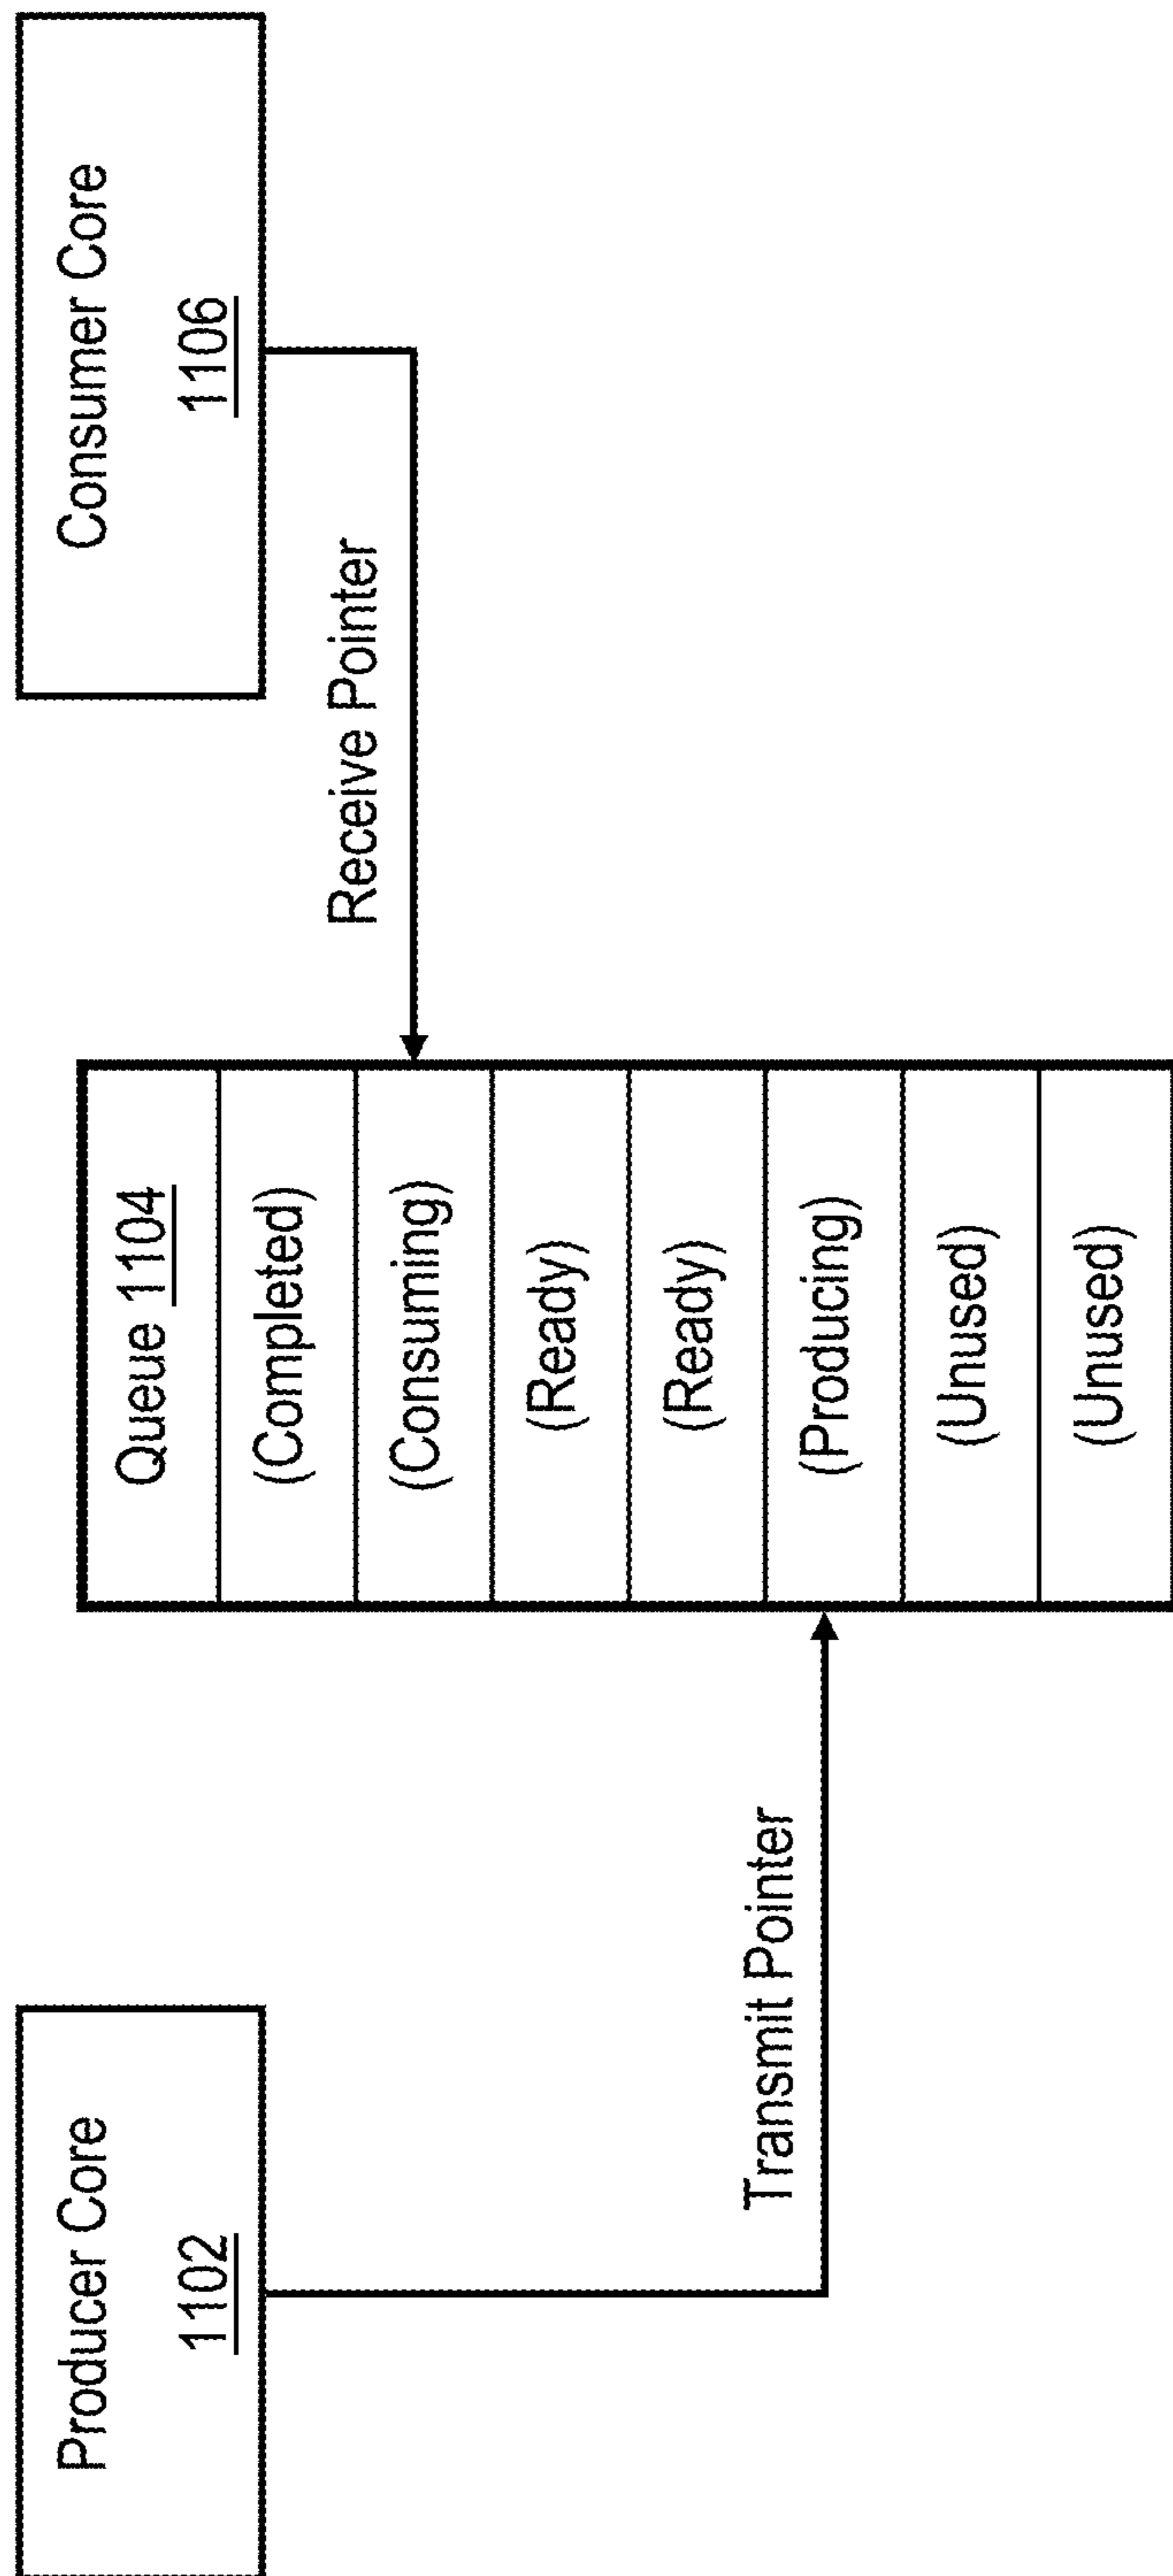 Producer Core
1102
Transmit Pointer
Queue 1104
(Completed)
(Consuming)
(Ready)
(Ready)
(Producing)
(Unused)
(Unused)
Receive Pointer
Consumer Core
1106